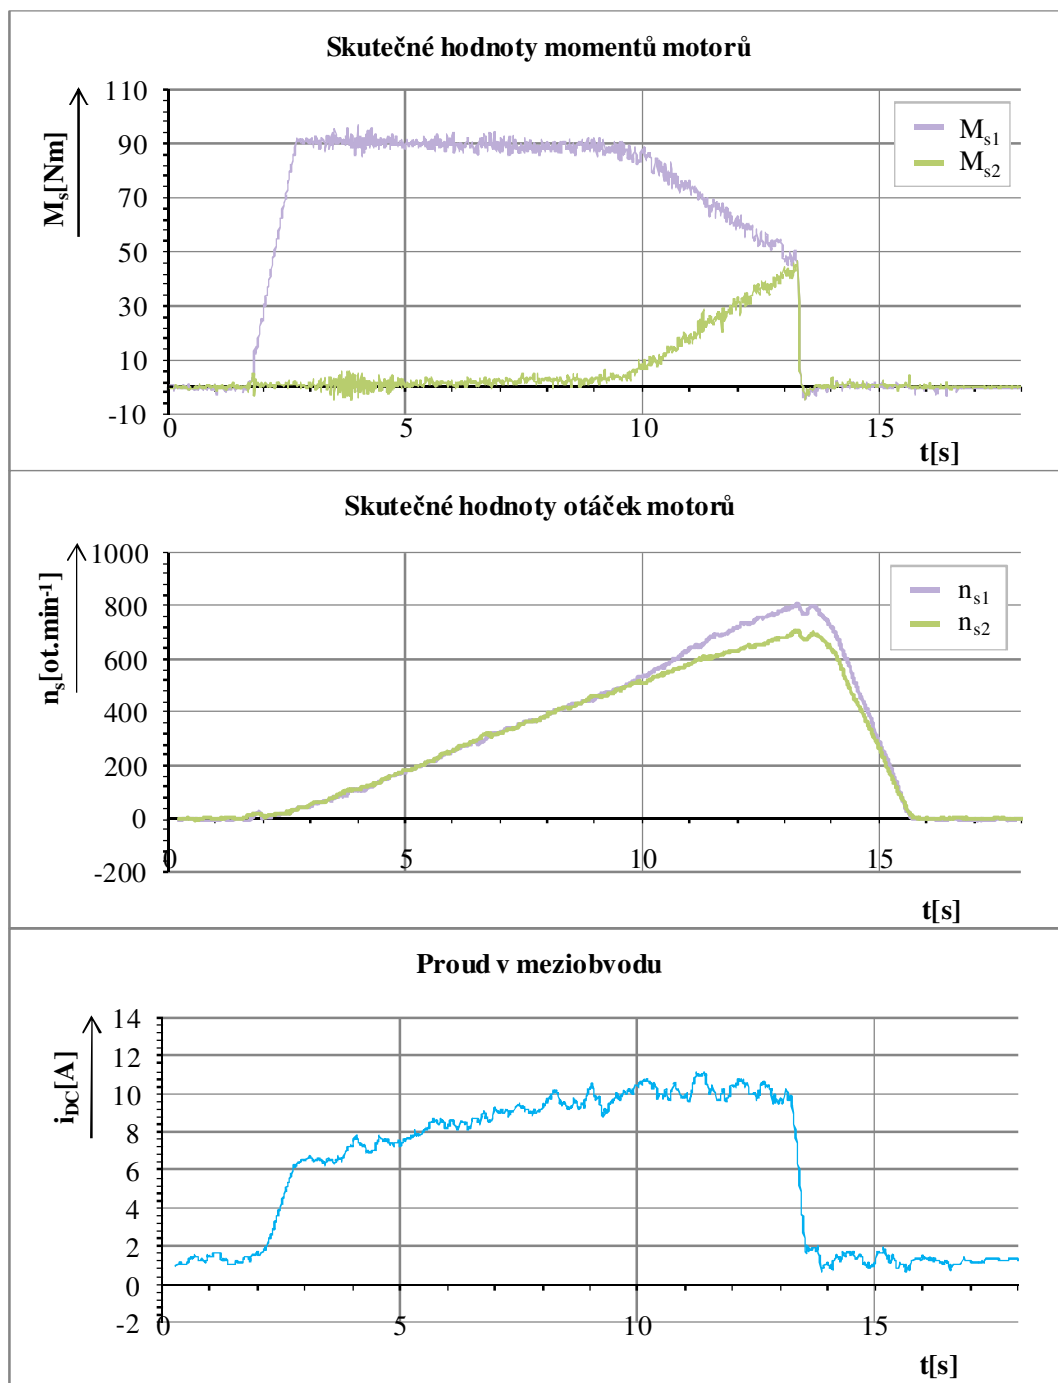 Skutečné hodnoty momentů motorů
Mₛ[Nm]
110
90
70
50
30
10
-10
0
5
10
15
t[s]
Mₛ₁
Mₛ₂
Skutečné hodnoty otáček motorů
nₛ[ot.min⁻¹]
1000
800
600
400
200
0
-200
0
5
10
15
t[s]
nₛ₁
nₛ₂
Proud v meziobvodu
i_DC[A]
14
12
10
8
6
4
2
0
-2
0
5
10
15
t[s]